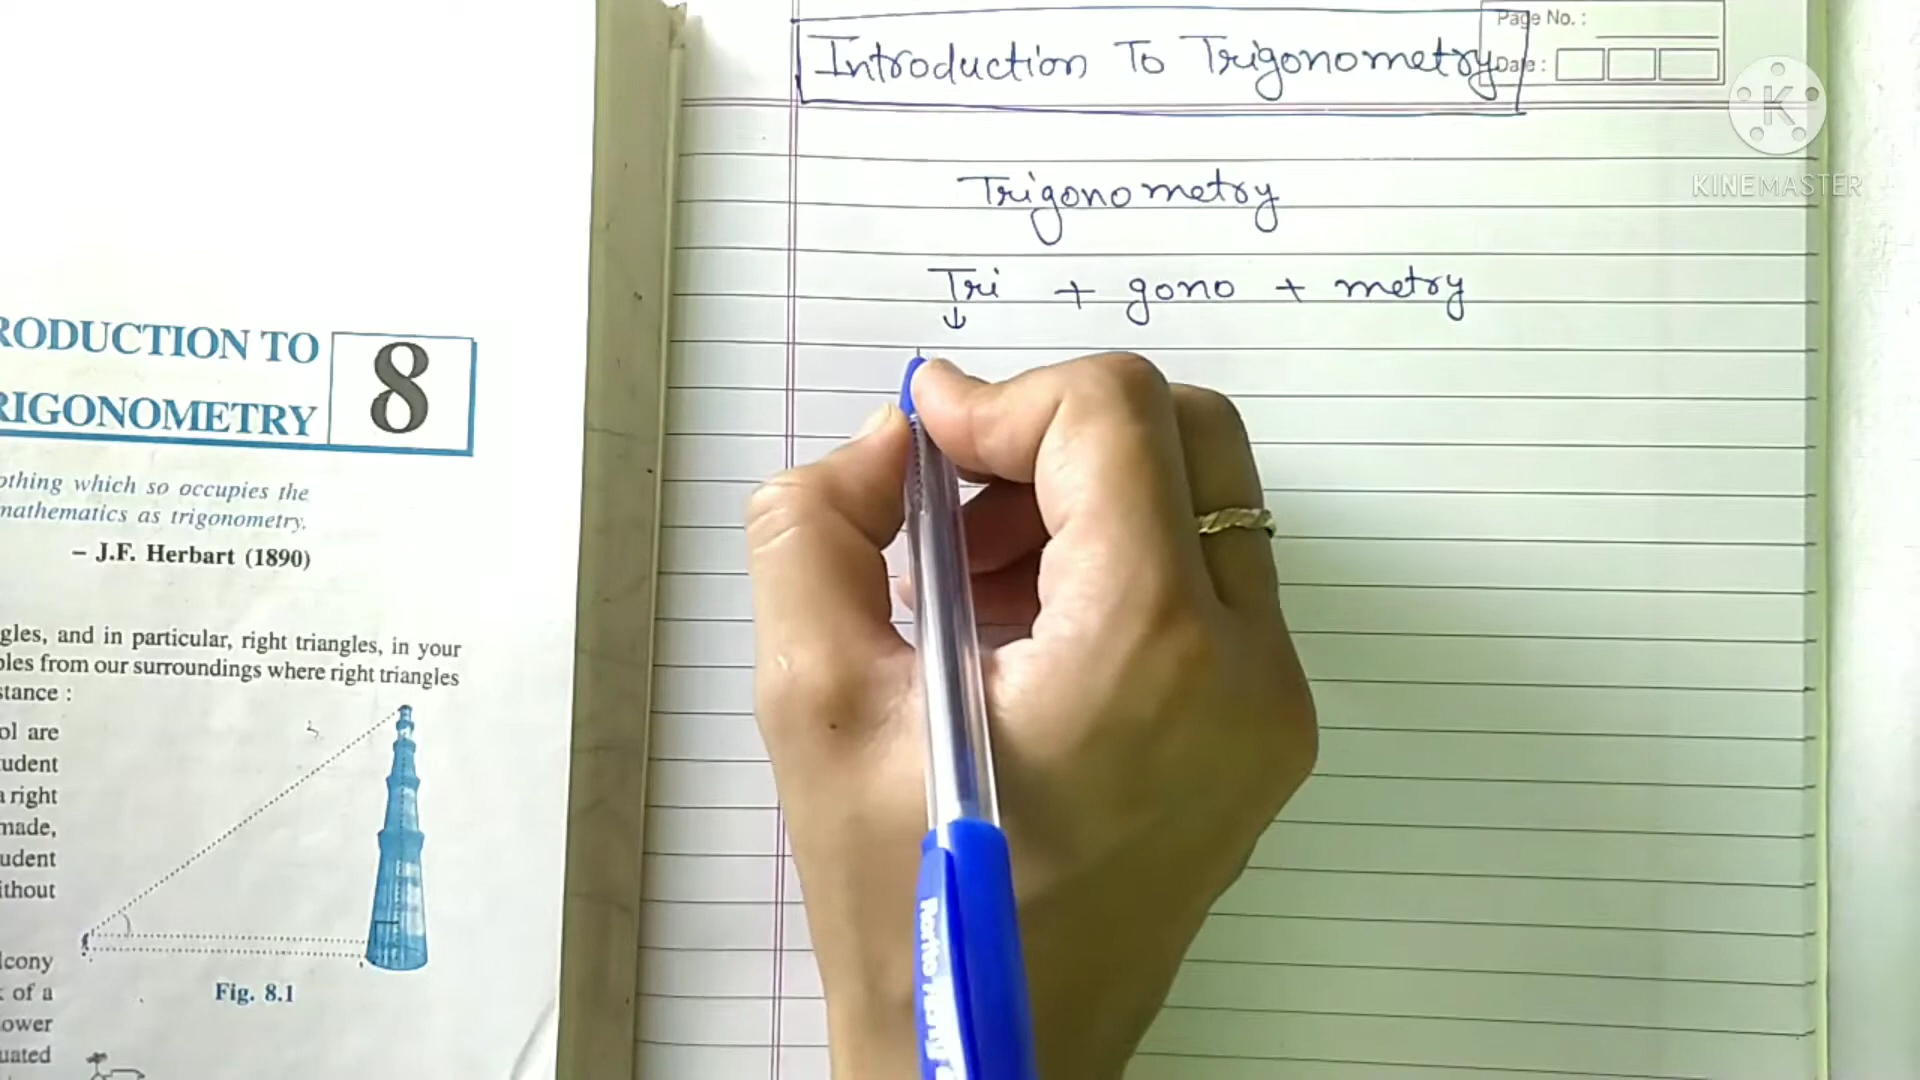 RODUCTION TO
RIGONOMETRY
8
othing which so occupies the
mathematics as trigonometry.
– J.F. Herbart (1890)
gles, and in particular, right triangles, in your
ples from our surroundings where right triangles
stance :
ol are
tudent
a right
made,
udent
ithout
lcony
of a
ower
uated
Fig. 8.1
Page No. :
Date :
Introduction To Trigonometry
Trigonometry
Tri + gono + metry
↓
K
KINEMASTER